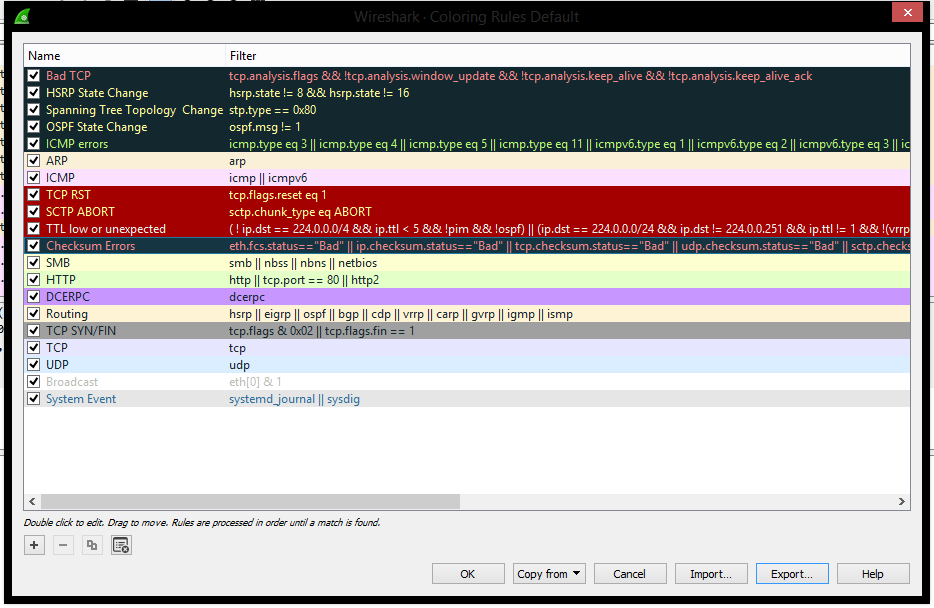 Wireshark · Coloring Rules Default
Name Filter
Bad TCP tcp.analysis.flags && !tcp.analysis.window_update && !tcp.analysis.keep_alive && !tcp.analysis.keep_alive_ack
HSRP State Change hsrp.state != 8 && hsrp.state != 16
Spanning Tree Topology Change stp.type == 0x80
OSPF State Change ospf.msg != 1
ICMP errors icmp.type eq 3 || icmp.type eq 4 || icmp.type eq 5 || icmp.type eq 11 || icmpv6.type eq 1 || icmpv6.type eq 2 || icmpv6.type eq 3 || ic
ARP arp
ICMP icmp || icmpv6
TCP RST tcp.flags.reset eq 1
SCTP ABORT sctp.chunk_type eq ABORT
TTL low or unexpected ( ! ip.dst == 224.0.0.0/4 && ip.ttl < 5 && !pim && !ospf) || (ip.dst == 224.0.0.0/24 && ip.dst != 224.0.0.251 && ip.ttl != 1 && !(vrrp
Checksum Errors eth.fcs.status=="Bad" || ip.checksum.status=="Bad" || tcp.checksum.status=="Bad" || udp.checksum.status=="Bad" || sctp.checks
SMB smb || nbss || nbns || netbios
HTTP http || tcp.port == 80 || http2
DCERPC dcerpc
Routing hsrp || eigrp || ospf || bgp || cdp || vrrp || carp || gvrp || igmp || ismp
TCP SYN/FIN tcp.flags & 0x02 || tcp.flags.fin == 1
TCP tcp
UDP udp
Broadcast eth[0] & 1
System Event systemd_journal || sysdig
Double click to edit. Drag to move. Rules are processed in order until a match is found.
OK Copy from Cancel Import... Export... Help